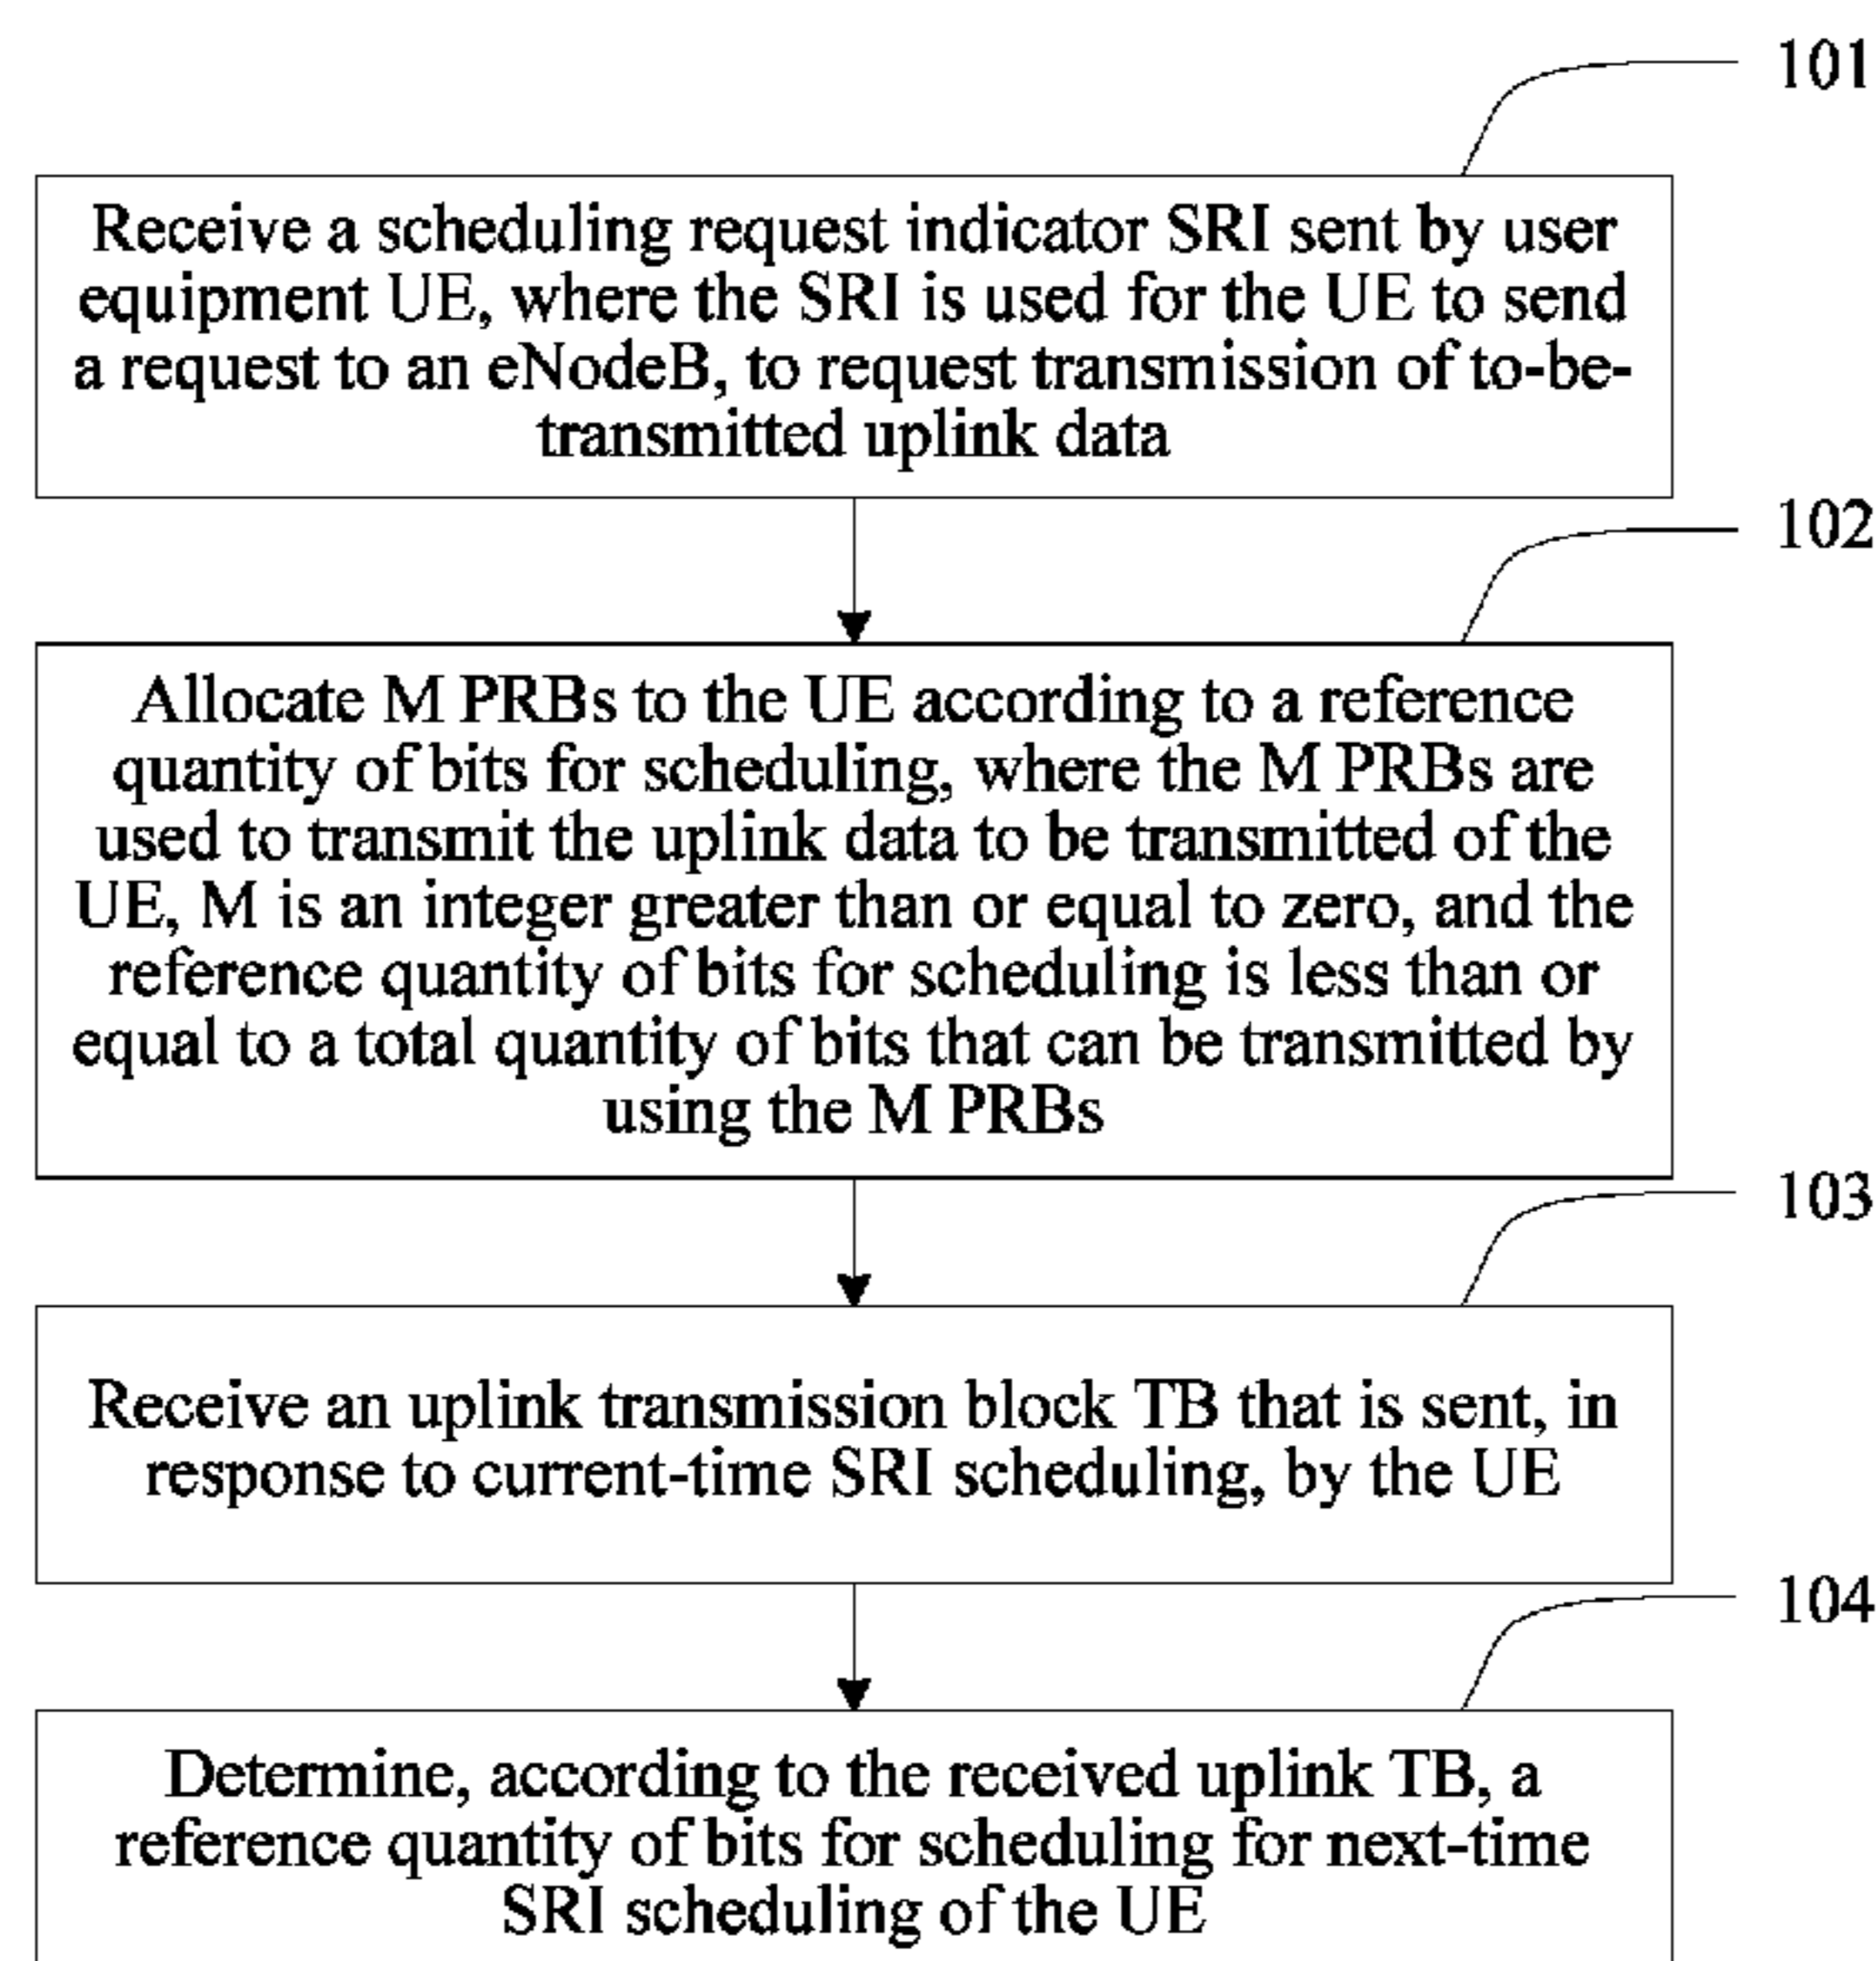 101
Receive a scheduling request indicator SRI sent by user
equipment UE, where the SRI is used for the UE to send
a request to an eNodeB, to request transmission of to-be-
transmitted uplink data
102
Allocate M PRBs to the UE according to a reference
quantity of bits for scheduling, where the M PRBs are
used to transmit the uplink data to be transmitted of the
UE, M is an integer greater than or equal to zero, and the
reference quantity of bits for scheduling is less than or
equal to a total quantity of bits that can be transmitted by
using the M PRBs
103
Receive an uplink transmission block TB that is sent, in
response to current-time SRI scheduling, by the UE
104
Determine, according to the received uplink TB, a
reference quantity of bits for scheduling for next-time
SRI scheduling of the UE